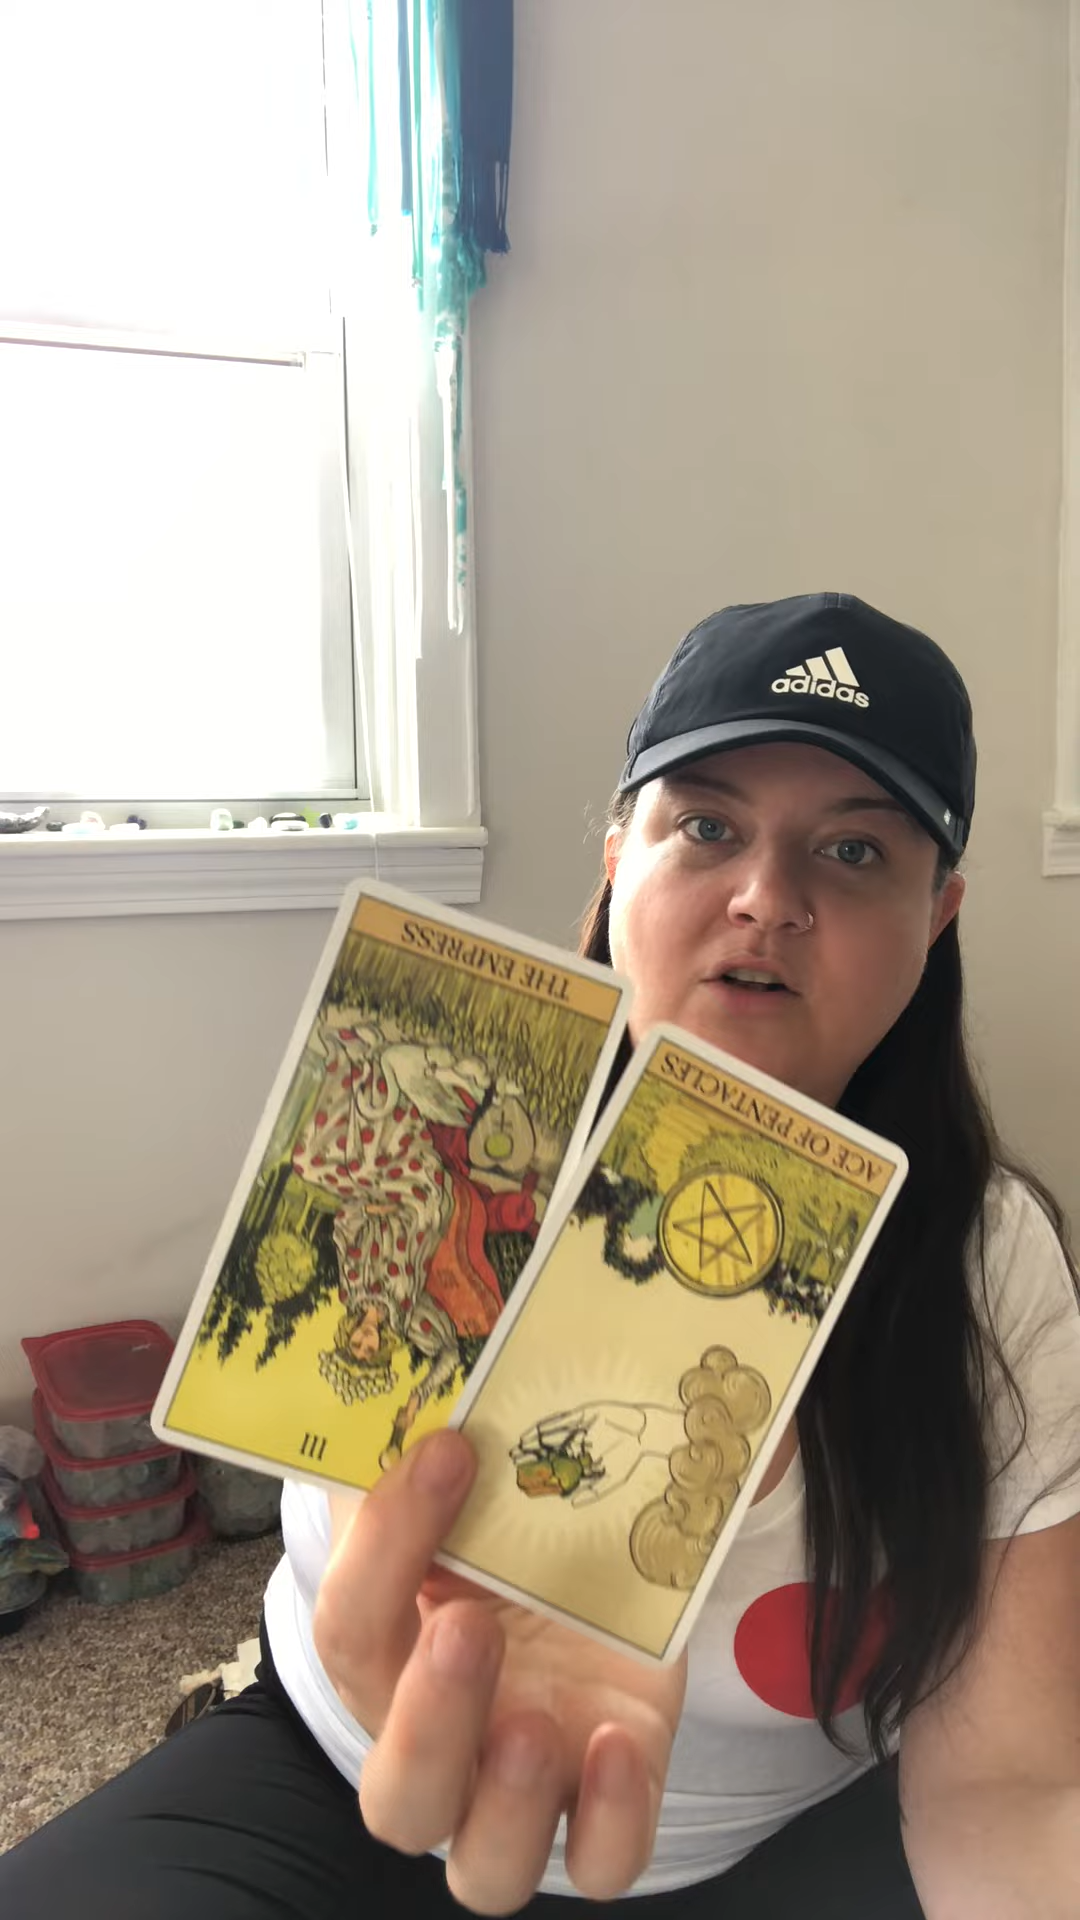 adidas
THE EMPRESS
ACE OF PENTACLES
III